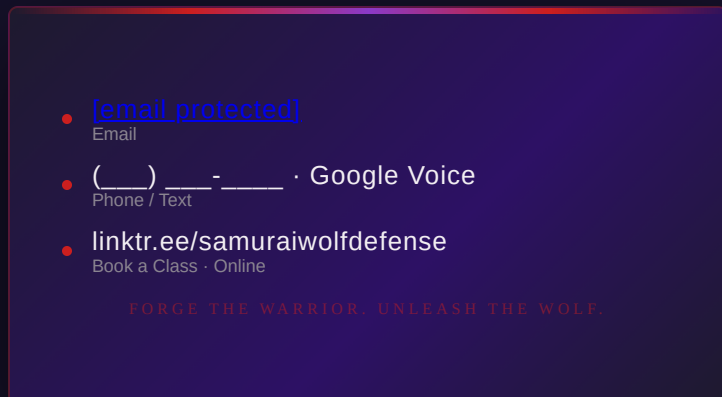 [email protected]
Email
(___) ___-____ · Google Voice
Phone / Text
linktr.ee/samuraiwolfdefense
Book a Class · Online
FORGE THE WARRIOR. UNLEASH THE WOLF.